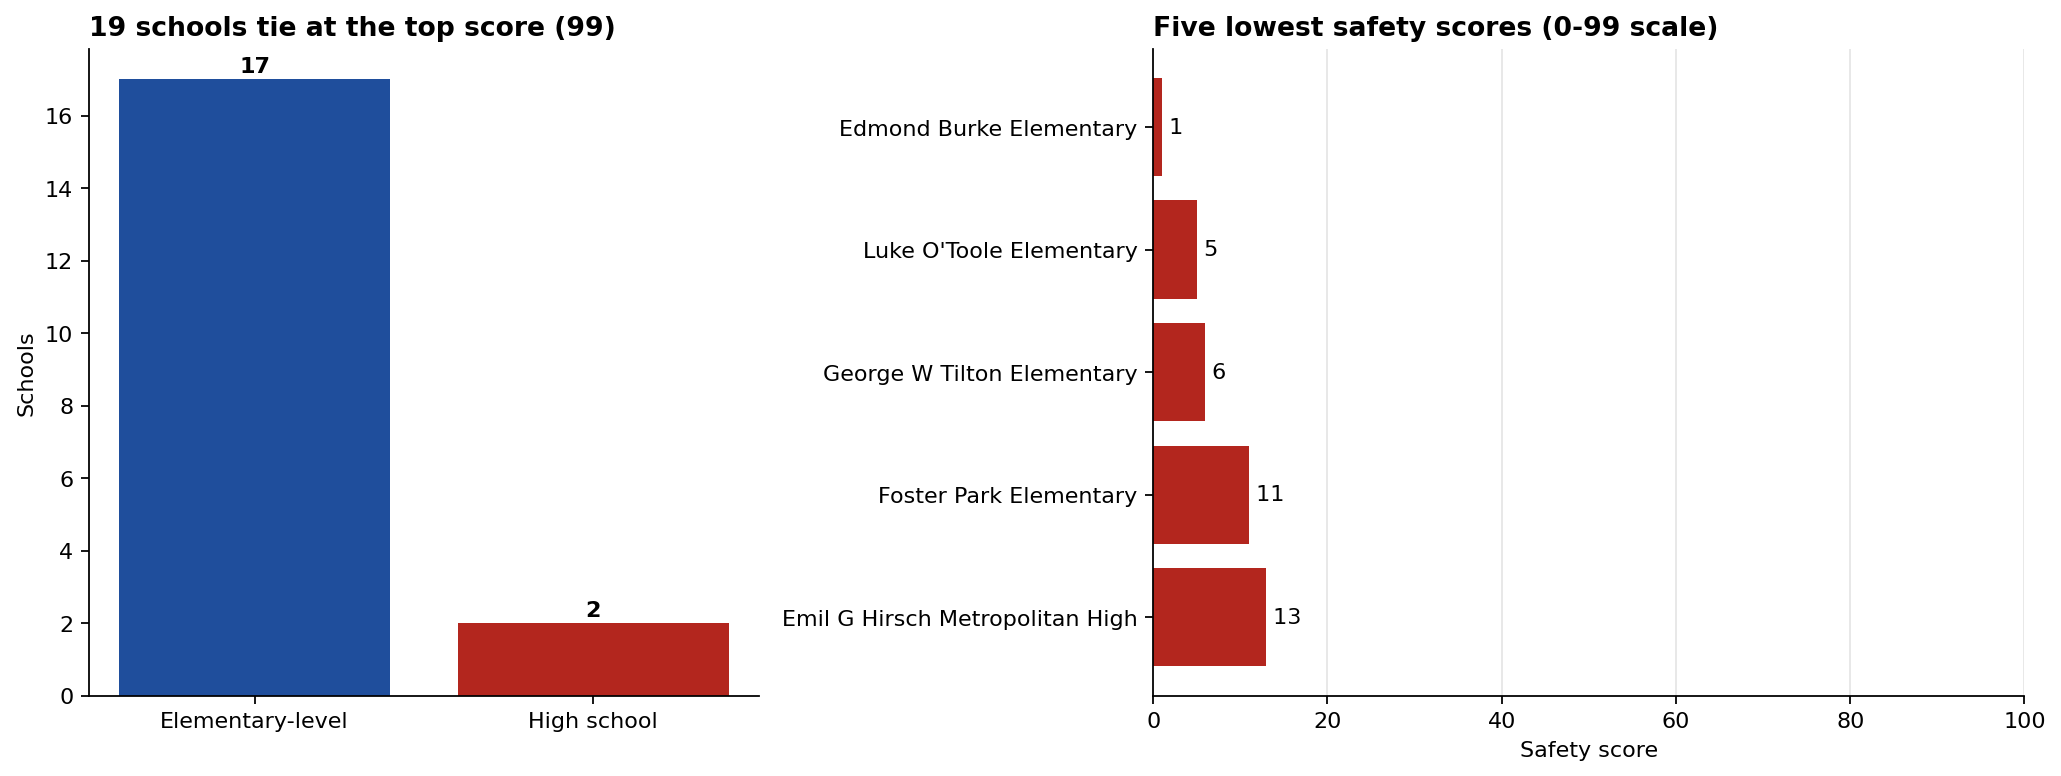 19 schools tie at the top score (99)
17
2
Schools
16
14
12
10
8
6
4
2
0
Elementary-level
High school
Five lowest safety scores (0-99 scale)
Edmond Burke Elementary
1
Luke O'Toole Elementary
5
George W Tilton Elementary
6
Foster Park Elementary
11
Emil G Hirsch Metropolitan High
13
0
20
40
60
80
100
Safety score